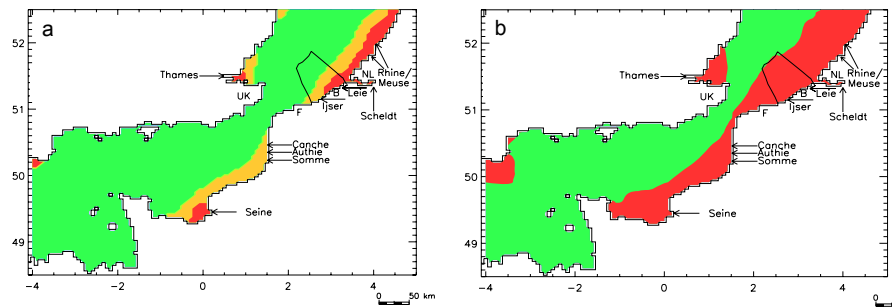 a
52
51
50
49
-4
-2
0
2
4
0 50 km
Thames
UK
NL
Rhine/
Meuse
B
Leie
Ijser
F
Scheldt
Canche
Authie
Somme
Seine
b
52
51
50
49
-4
-2
0
2
4
0
Thames
UK
NL
Rhine/
Meuse
B
Leie
Ijser
F
Scheldt
Canche
Authie
Somme
Seine